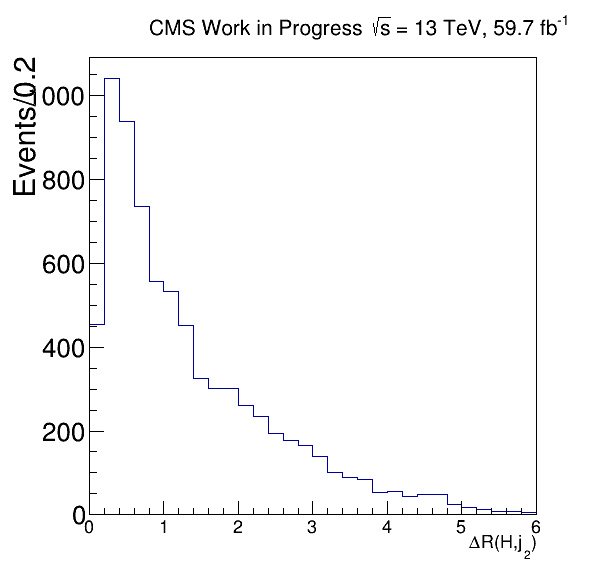 CMS Work in Progress √s = 13 TeV, 59.7 fb⁻¹
Events/0.2
1000
800
600
400
200
0
0 1 2 3 4 5 6
ΔR(H,j₂)